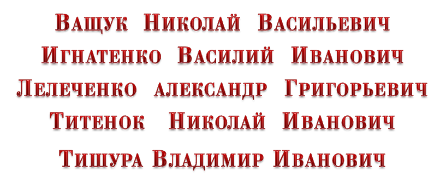 Ващук Николай Васильевич
Игнатенко Василий Иванович
Лелеченко александр Григорьевич
Титенок Николай Иванович
Тишура Владимир Иванович